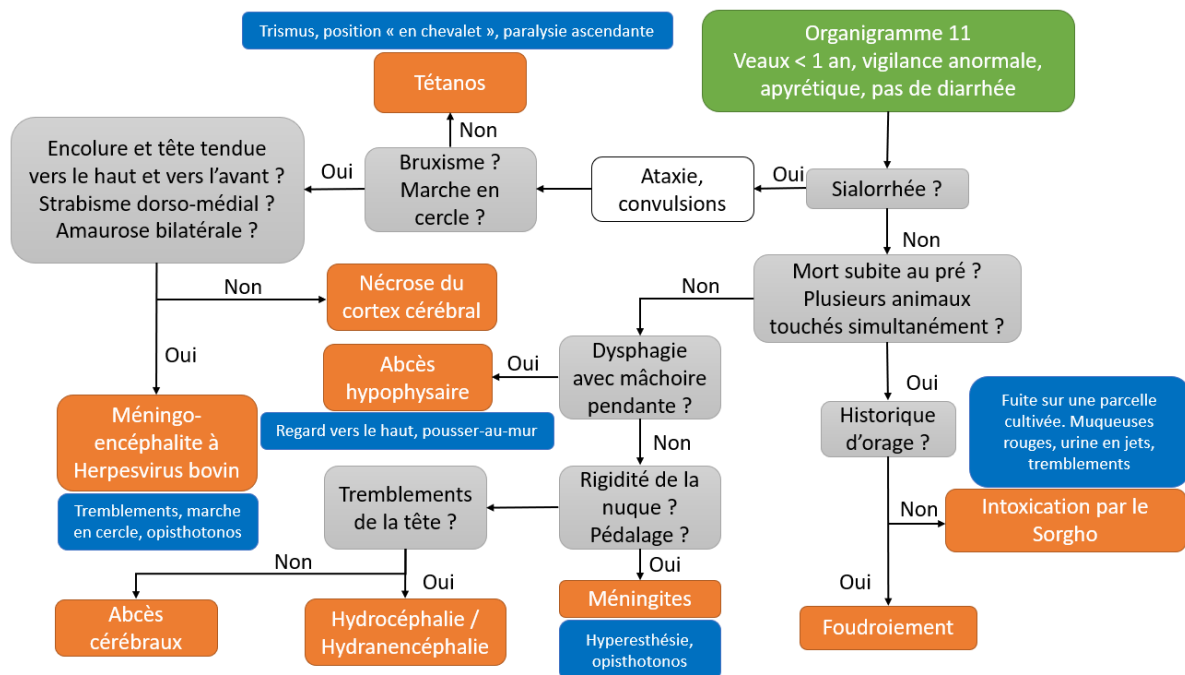 Trismus, position « en chevalet », paralysie ascendante
Organigramme 11
Veaux < 1 an, vigilance anormale,
apyrétique, pas de diarrhée
Tétanos
Non
Encolure et tête tendue
vers le haut et vers l’avant ?
Strabisme dorso-médial ?
Amaurose bilatérale ?
Oui
Bruxisme ?
Marche en
cercle ?
Ataxie,
convulsions
Oui
Sialorrhée ?
Non
Mort subite au pré ?
Plusieurs animaux
touchés simultanément ?
Non
Non
Nécrose du
cortex cérébral
Oui
Dysphagie
avec mâchoire
pendante ?
Oui
Abcès
hypophysaire
Regard vers le haut, pousser-au-mur
Oui
Historique
d’orage ?
Fuite sur une parcelle
cultivée. Muqueuses
rouges, urine en jets,
tremblements
Méningo-
encéphalite à
Herpesvirus bovin
Tremblements, marche
en cercle, opisthotonos
Non
Tremblements
de la tête ?
Rigidité de la
nuque ?
Pédalage ?
Non
Intoxication par le
Sorgho
Non
Oui
Oui
Oui
Abcès
cérébraux
Hydrocéphalie /
Hydranencéphalie
Méningites
Hyperesthésie,
opisthotonos
Foudroiement